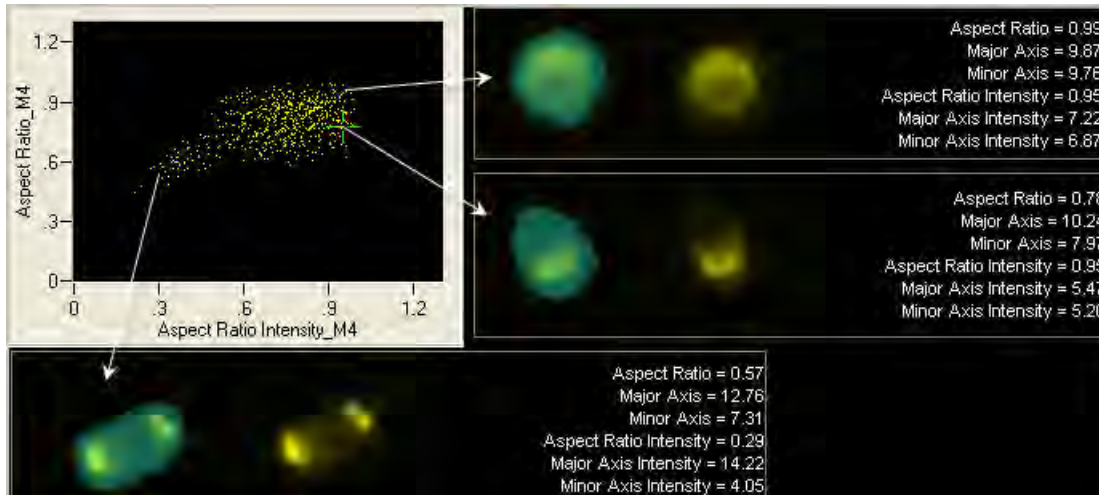 1.2
.9
.6
.3
0
Aspect Ratio_M4
0 .3 .6 .9 1.2
Aspect Ratio Intensity_M4
Aspect Ratio = 0.99
Major Axis = 9.87
Minor Axis = 9.76
Aspect Ratio Intensity = 0.95
Major Axis Intensity = 7.22
Minor Axis Intensity = 6.87
Aspect Ratio = 0.78
Major Axis = 10.24
Minor Axis = 7.97
Aspect Ratio Intensity = 0.95
Major Axis Intensity = 5.47
Minor Axis Intensity = 5.20
Aspect Ratio = 0.57
Major Axis = 12.76
Minor Axis = 7.31
Aspect Ratio Intensity = 0.29
Major Axis Intensity = 14.22
Minor Axis Intensity = 4.05